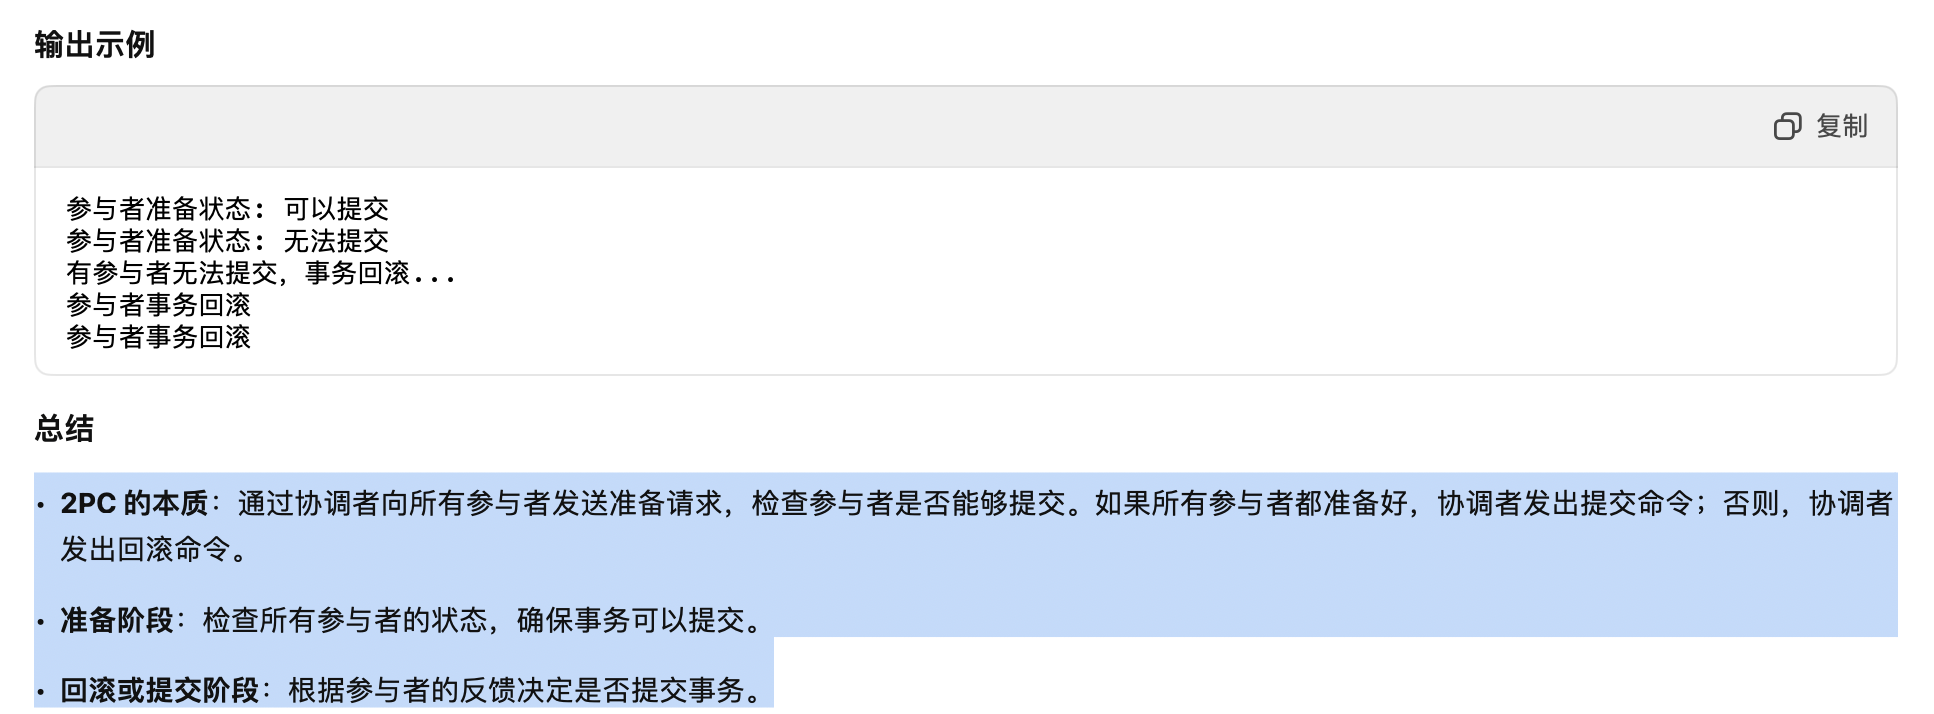 输出示例
复制
参与者准备状态: 可以提交
参与者准备状态: 无法提交
有参与者无法提交，事务回滚...
参与者事务回滚
参与者事务回滚
总结
• 2PC 的本质：通过协调者向所有参与者发送准备请求，检查参与者是否能够提交。如果所有参与者都准备好，协调者发出提交命令；否则，协调者
发出回滚命令。
• 准备阶段：检查所有参与者的状态，确保事务可以提交。
• 回滚或提交阶段：根据参与者的反馈决定是否提交事务。